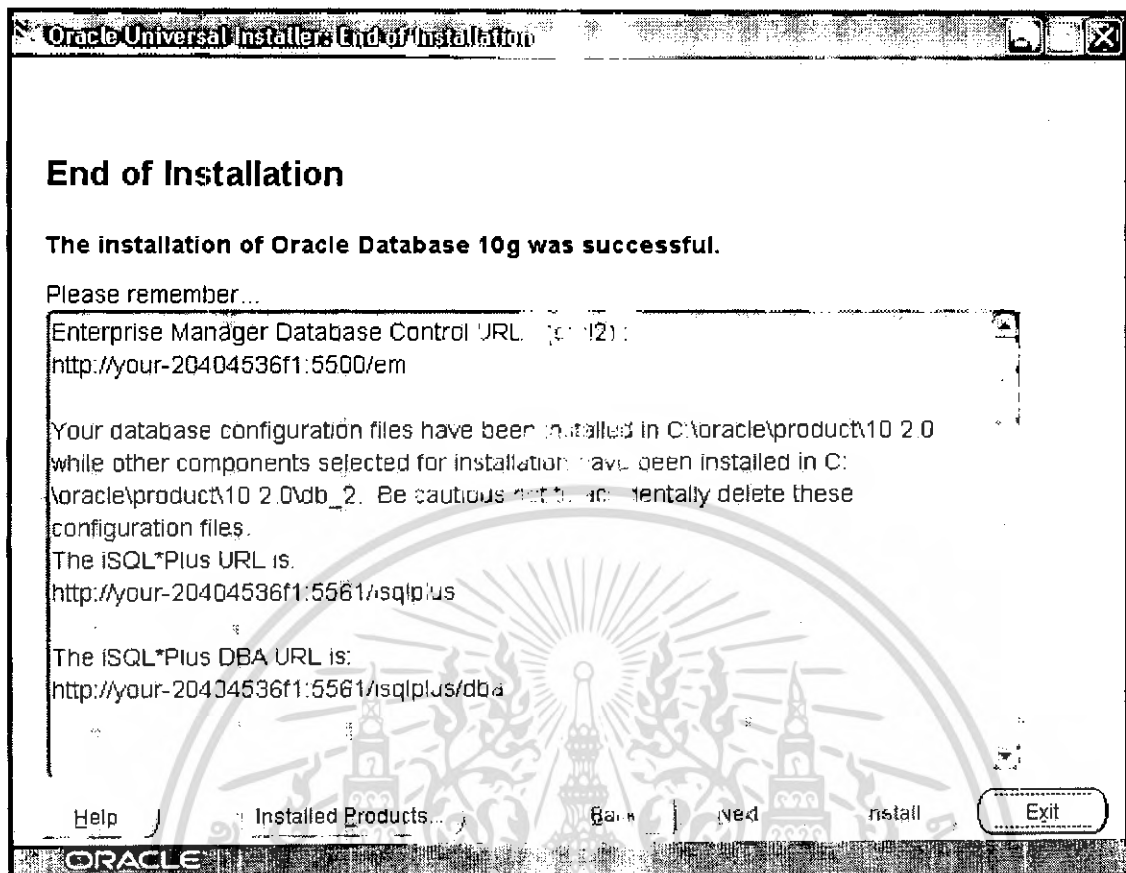 Oracle Universal Installer: End of Installation
End of Installation
The installation of Oracle Database 10g was successful.
Please remember...
Enterprise Manager Database Control URL
http://your-20404536f1:5500/em
Your database configuration files have been installed in C:\oracle\product\10 2.0
while other components selected for installation have been installed in C:
\oracle\product\10 2.0\db_2. Be cautious not to accidentally delete these
configuration files.
The iSQL*Plus URL is.
http://your-20404536f1:5561/isqlplus
The iSQL*Plus DBA URL is:
http://your-20404536f1:5561/isqlplus/dba
Help Installed Products... Back Next Install Exit
ORACLE